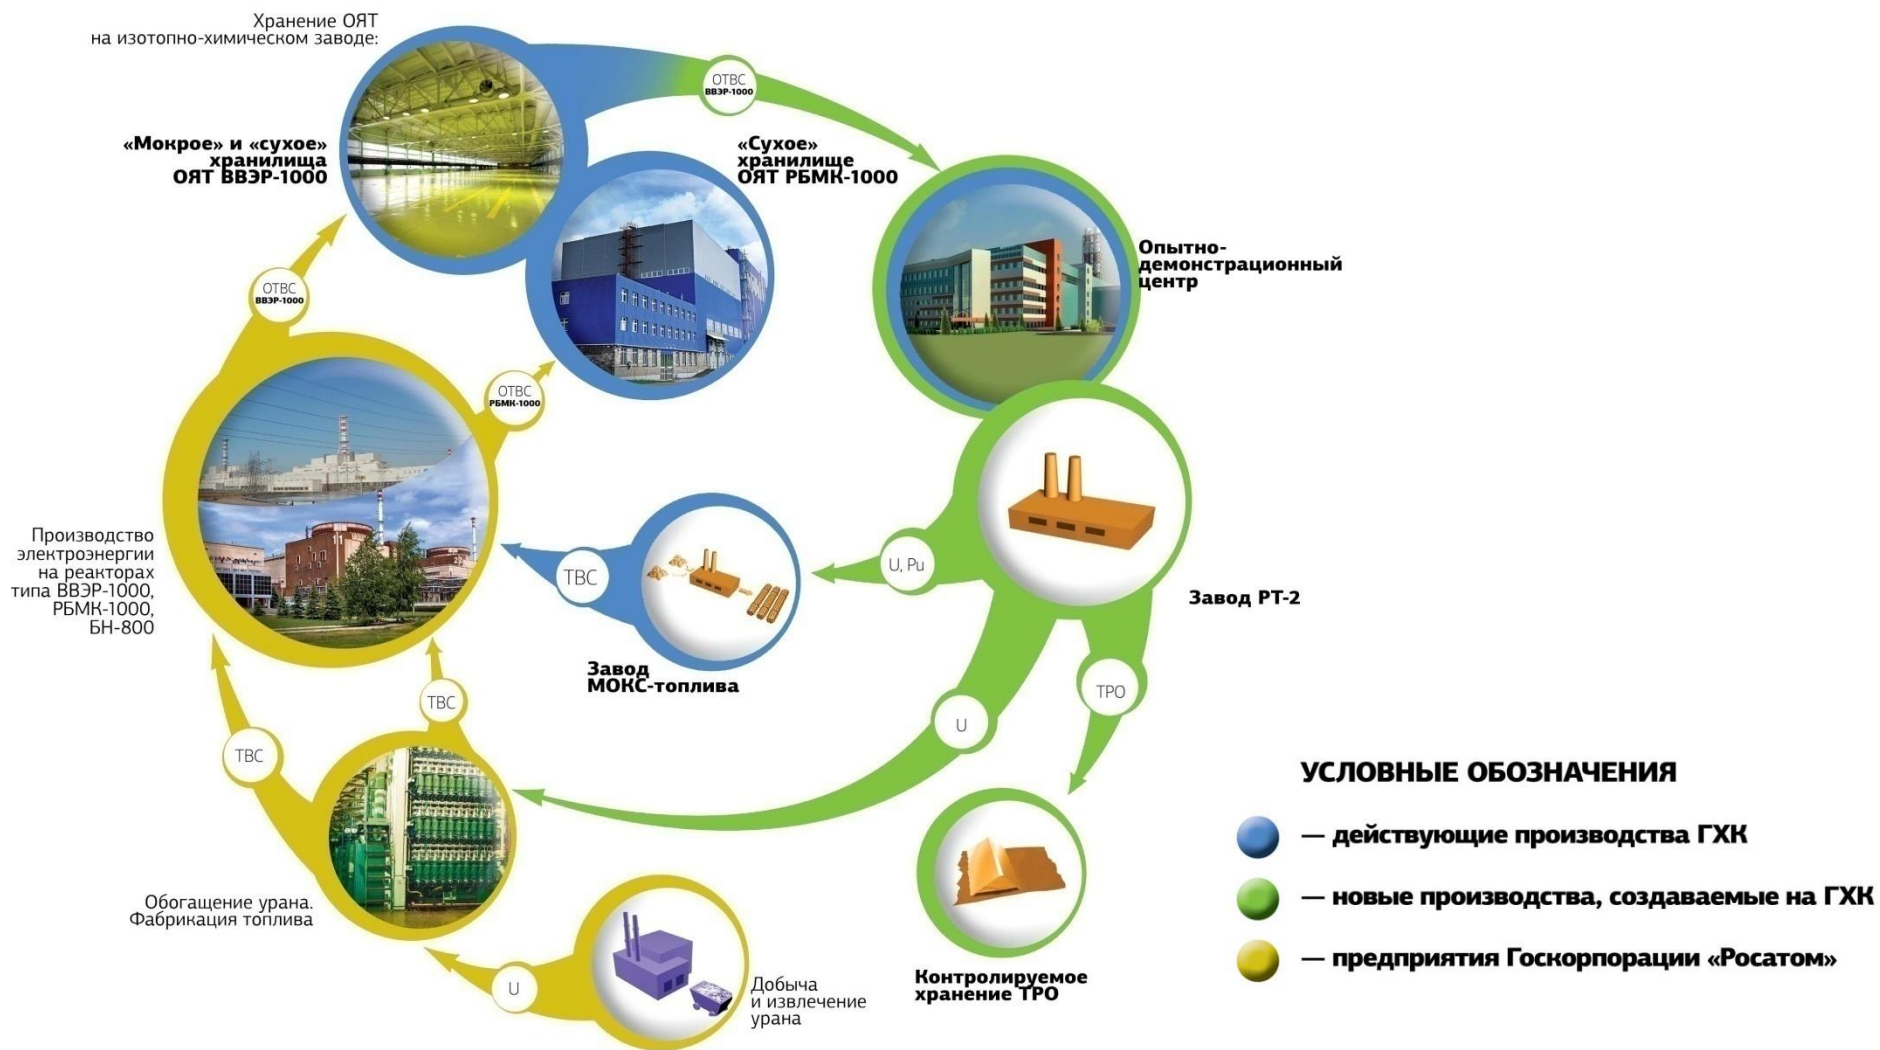 Хранение ОЯТ
на изотопно-химическом заводе:
ОТВС
ВВЭР-1000
«Мокрое» и «сухое»
хранилища
ОЯТ ВВЭР-1000
«Сухое»
хранилище
ОЯТ РБМК-1000
Опытно-
демонстрационный
центр
ОТВС
ВВЭР-1000
ОТВС
РБМК-1000
Производство
электроэнергии
на реакторах
типа ВВЭР-1000,
РБМК-1000,
БН-800
ТВС
U, Pu
Завод РТ-2
Завод
МОКС-топлива
ТВС
ТВС
U
ТРО
Обогащение урана.
Фабрикация топлива
U
Добыча
и извлечение
урана
Контролируемое
хранение ТРО
УСЛОВНЫЕ ОБОЗНАЧЕНИЯ
— действующие производства ГХК
— новые производства, создаваемые на ГХК
— предприятия Госкорпорации «Росатом»